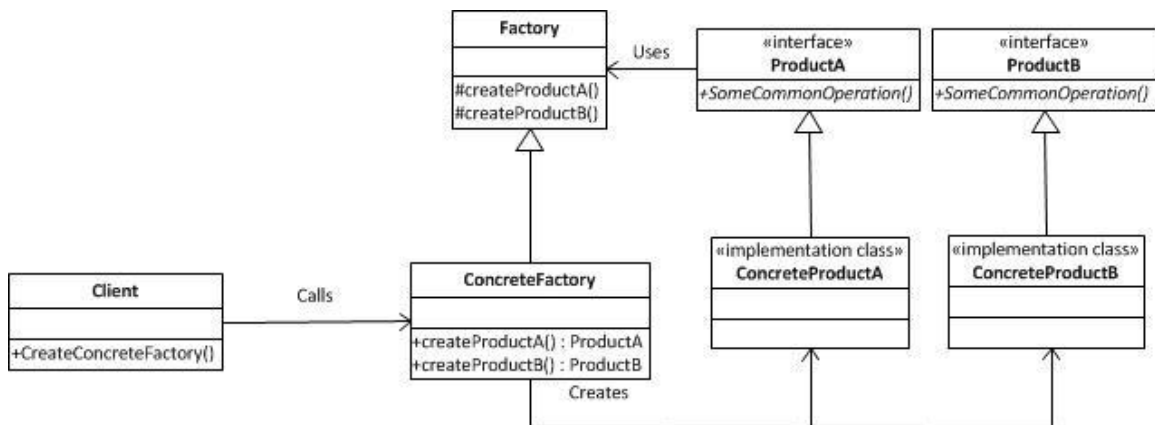 Factory
#createProductA()
#createProductB()
Uses
«interface»
ProductA
+SomeCommonOperation()
«interface»
ProductB
+SomeCommonOperation()
Client
+CreateConcreteFactory()
Calls
ConcreteFactory
+createProductA() : ProductA
+createProductB() : ProductB
Creates
«implementation class»
ConcreteProductA
«implementation class»
ConcreteProductB